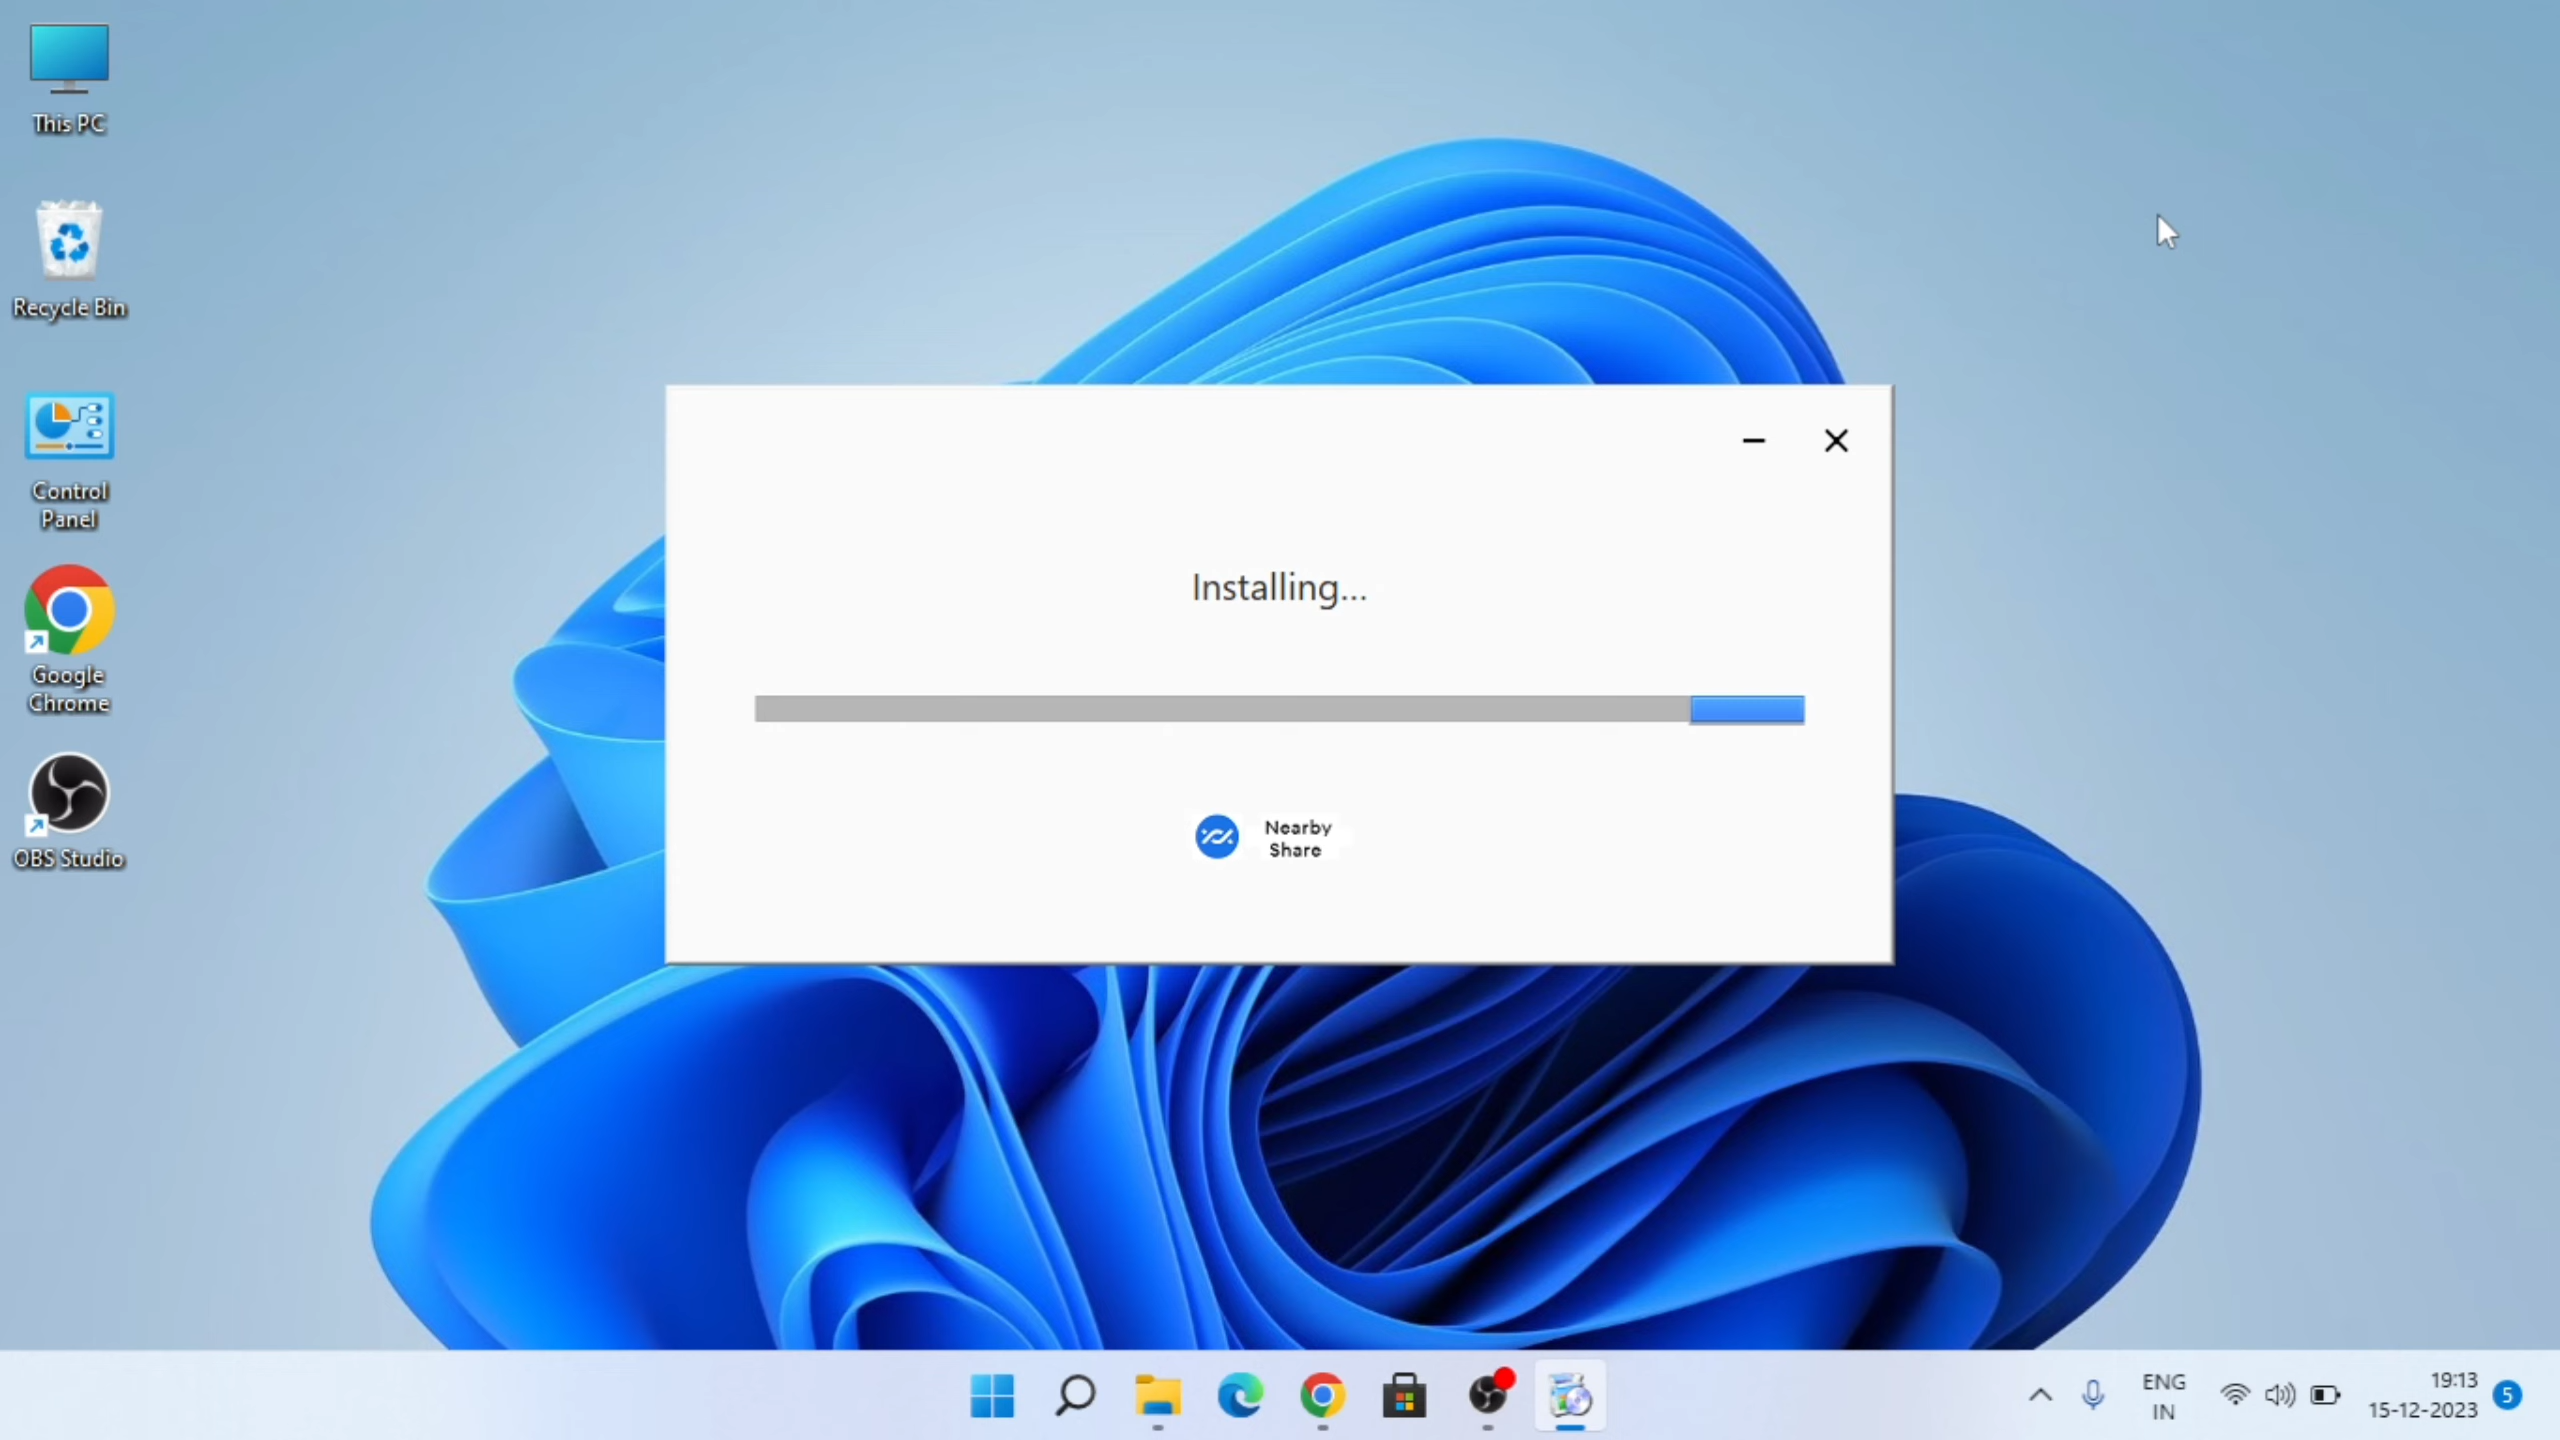 This PC
Recycle Bin
Control
Panel
Google
Chrome
OBS Studio
Installing...
Nearby
Share
ENG
IN
19:13
15-12-2023
5